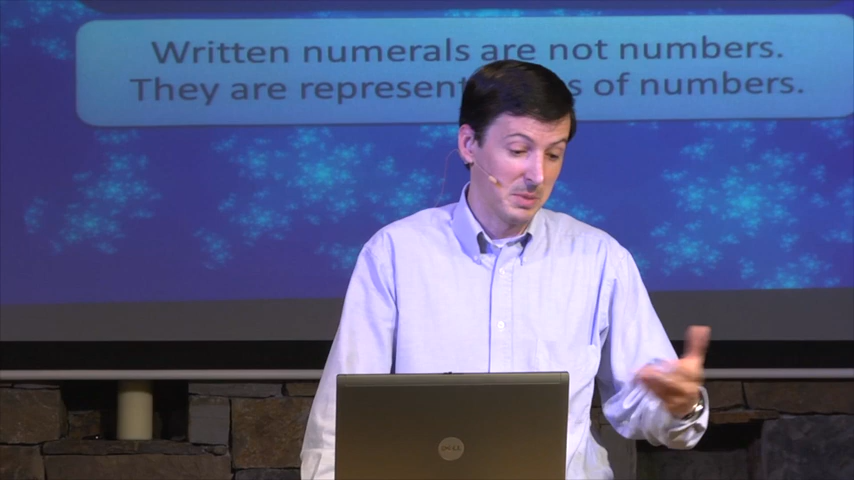 Written numerals are not numbers.
They are represent s of numbers.
DELL